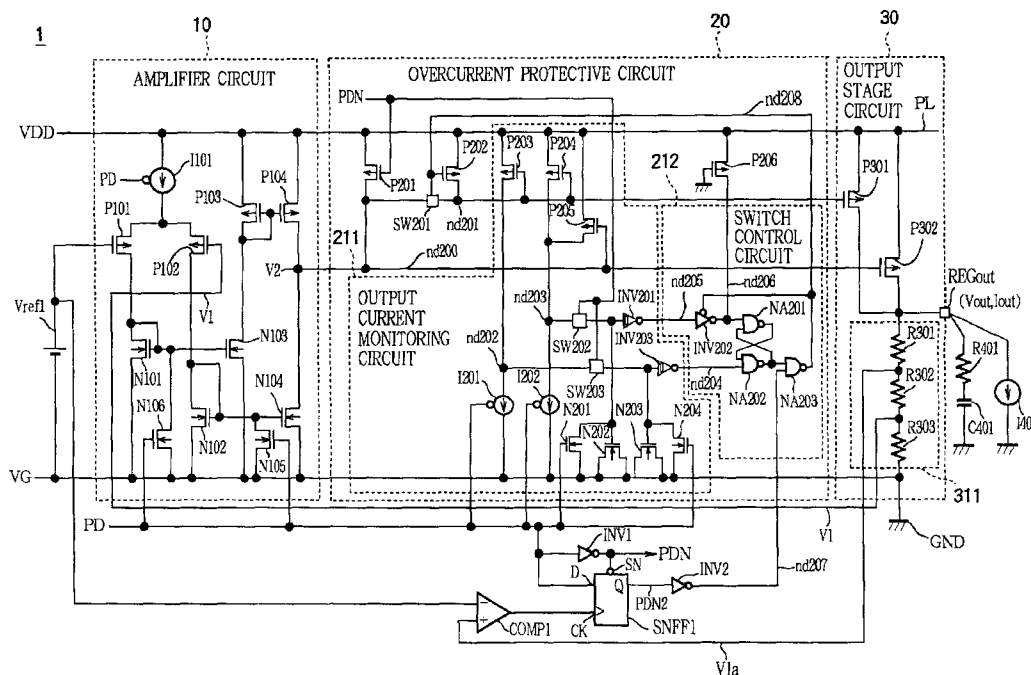 1
10
20
30
AMPLIFIER CIRCUIT
OVERCURRENT PROTECTIVE CIRCUIT
OUTPUT
STAGE
CIRCUIT
PDN
nd208
PL
VDD
I101
PD
P103
P104
P201
P202
P203
P204
212
P206
P301
P101
P102
SW201
nd201
P205
SWITCH
CONTROL
CIRCUIT
P302
211
V2
nd200
nd205
nd206
REGout
(Vout,Iout)
Vref1
V1
OUTPUT
CURRENT
MONITORING
CIRCUIT
nd203
INV201
NA201
SW202
INV203
INV202
R301
N103
nd202
SW203
nd204
NA202
NA203
R401
N101
N104
I201
I202
R302
N106
N201
N203
N204
C401
I40
N102
N202
R303
N105
VG
311
PD
V1
GND
INV1
PDN
SN
INV2
nd207
D
Q
PDN2
COMP1
CK
SNFF1
V1a